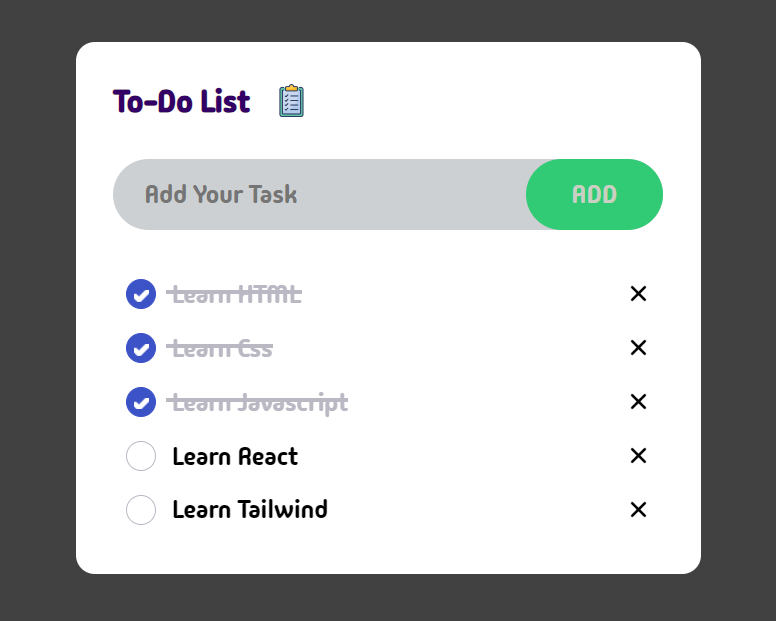 To-Do List
Add Your Task
ADD
Learn HTML
Learn Css
Learn Javascript
Learn React
Learn Tailwind